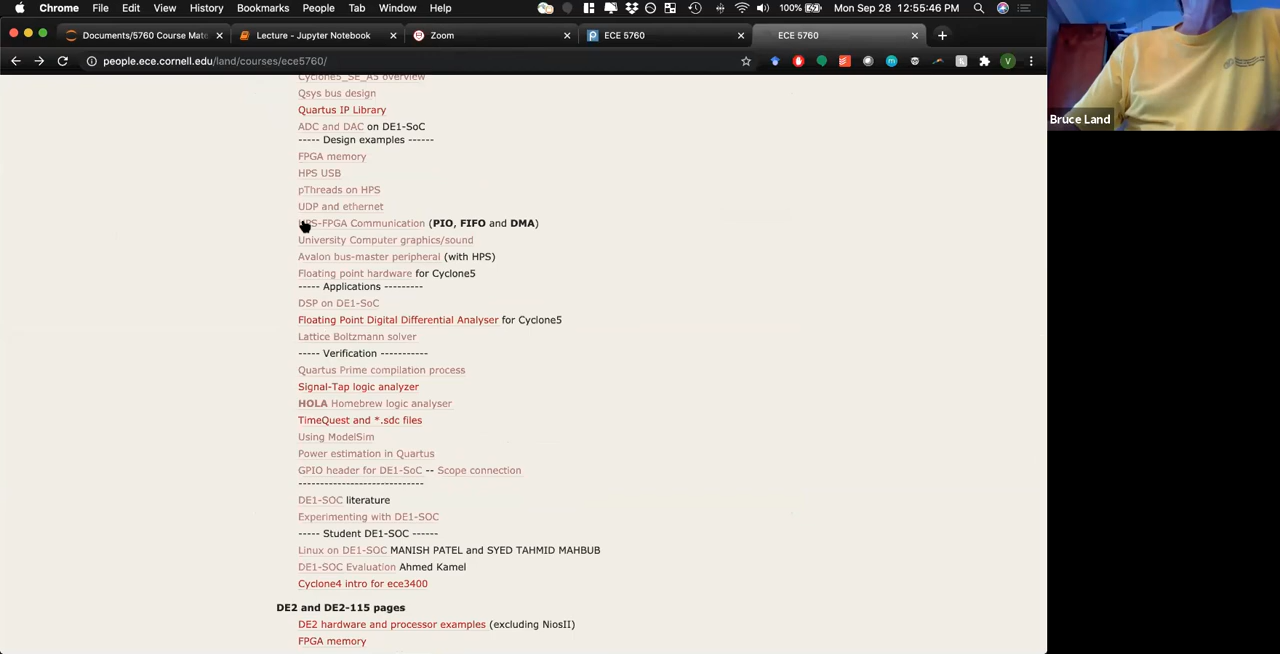 Chrome File Edit View History Bookmarks People Tab Window Help 100% Mon Sep 28 12:55:46 PM
Documents/5760 Course Mate Lecture - Jupyter Notebook Zoom ECE 5760 ECE 5760
people.ece.cornell.edu/land/courses/ece5760/
V
Cyclone5_SE_A5 overview
Qsys bus design
Quartus IP Library
ADC and DAC on DE1-SoC
----- Design examples ------
FPGA memory
HPS USB
pThreads on HPS
UDP and ethernet
HPS-FPGA Communication (PIO, FIFO and DMA)
University Computer graphics/sound
Avalon bus-master peripheral (with HPS)
Floating point hardware for Cyclone5
----- Applications ---------
DSP on DE1-SoC
Floating Point Digital Differential Analyser for Cyclone5
Lattice Boltzmann solver
----- Verification -----------
Quartus Prime compilation process
Signal-Tap logic analyzer
HOLA Homebrew logic analyser
TimeQuest and *.sdc files
Using ModelSim
Power estimation in Quartus
GPIO header for DE1-SoC -- Scope connection
-----------------------------
DE1-SOC literature
Experimenting with DE1-SOC
----- Student DE1-SOC ------
Linux on DE1-SOC MANISH PATEL and SYED TAHMID MAHBUB
DE1-SOC Evaluation Ahmed Kamel
Cyclone4 intro for ece3400
DE2 and DE2-115 pages
DE2 hardware and processor examples (excluding NiosII)
FPGA memory
Bruce Land